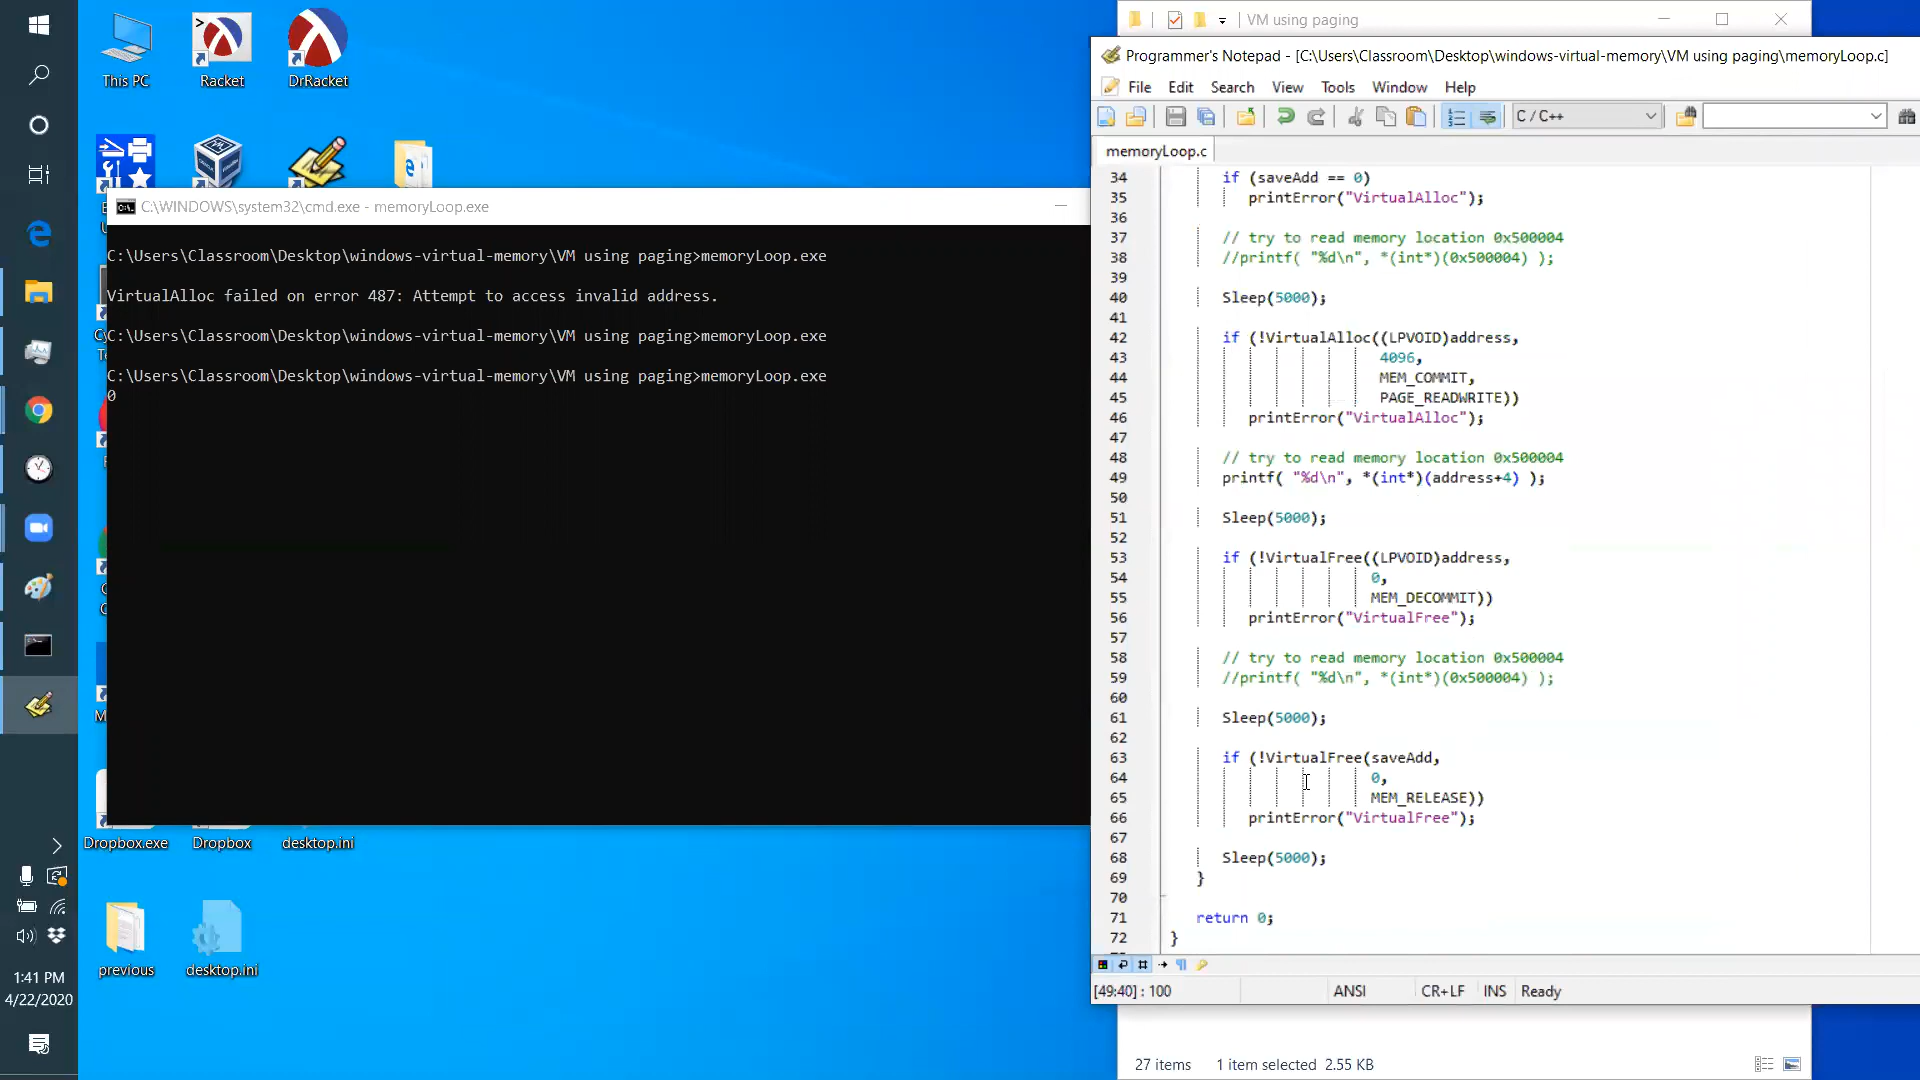 This PC
Racket
DrRacket
C:\WINDOWS\system32\cmd.exe - memoryLoop.exe
C:\Users\Classroom\Desktop\windows-virtual-memory\VM using paging>memoryLoop.exe
VirtualAlloc failed on error 487: Attempt to access invalid address.
C:\Users\Classroom\Desktop\windows-virtual-memory\VM using paging>memoryLoop.exe
C:\Users\Classroom\Desktop\windows-virtual-memory\VM using paging>memoryLoop.exe
0
Dropbox.exe
Dropbox
desktop.ini
previous
desktop.ini
1:41 PM
4/22/2020
VM using paging
Programmer's Notepad - [C:\Users\Classroom\Desktop\windows-virtual-memory\VM using paging\memoryLoop.c]
File Edit Search View Tools Window Help
C / C++
memoryLoop.c
34 if (saveAdd == 0)
35 printError("VirtualAlloc");
36
37 // try to read memory location 0x500004
38 //printf( "%d\n", *(int*)(0x500004) );
39
40 Sleep(5000);
41
42 if (!VirtualAlloc((LPVOID)address,
43 4096,
44 MEM_COMMIT,
45 PAGE_READWRITE))
46 printError("VirtualAlloc");
47
48 // try to read memory location 0x500004
49 printf( "%d\n", *(int*)(address+4) );
50
51 Sleep(5000);
52
53 if (!VirtualFree((LPVOID)address,
54 0,
55 MEM_DECOMMIT))
56 printError("VirtualFree");
57
58 // try to read memory location 0x500004
59 //printf( "%d\n", *(int*)(0x500004) );
60
61 Sleep(5000);
62
63 if (!VirtualFree(saveAdd,
64 0,
65 MEM_RELEASE))
66 printError("VirtualFree");
67
68 Sleep(5000);
69 }
70
71 return 0;
72 }
[49:40] : 100 ANSI CR+LF INS Ready
27 items 1 item selected 2.55 KB